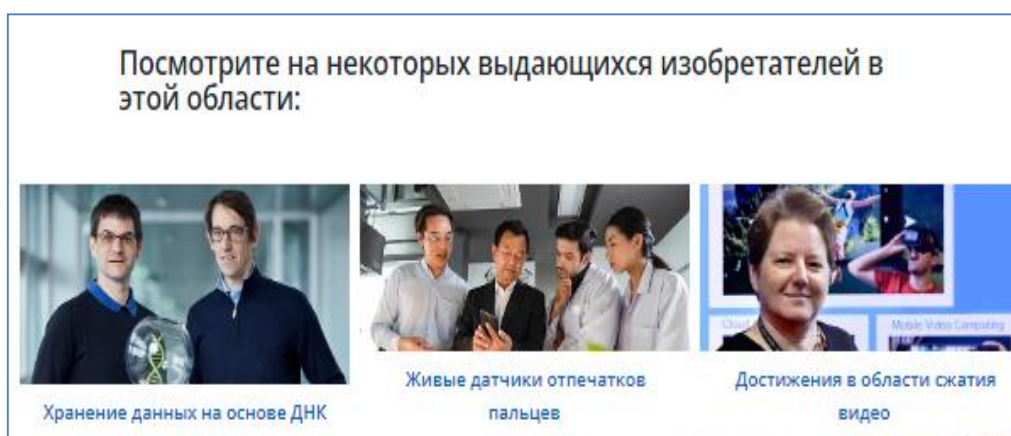 Посмотрите на некоторых выдающихся изобретателей в
этой области:
Mobile Video Computing
Хранение данных на основе ДНК
Живые датчики отпечатков
пальцев
Достижения в области сжатия
видео